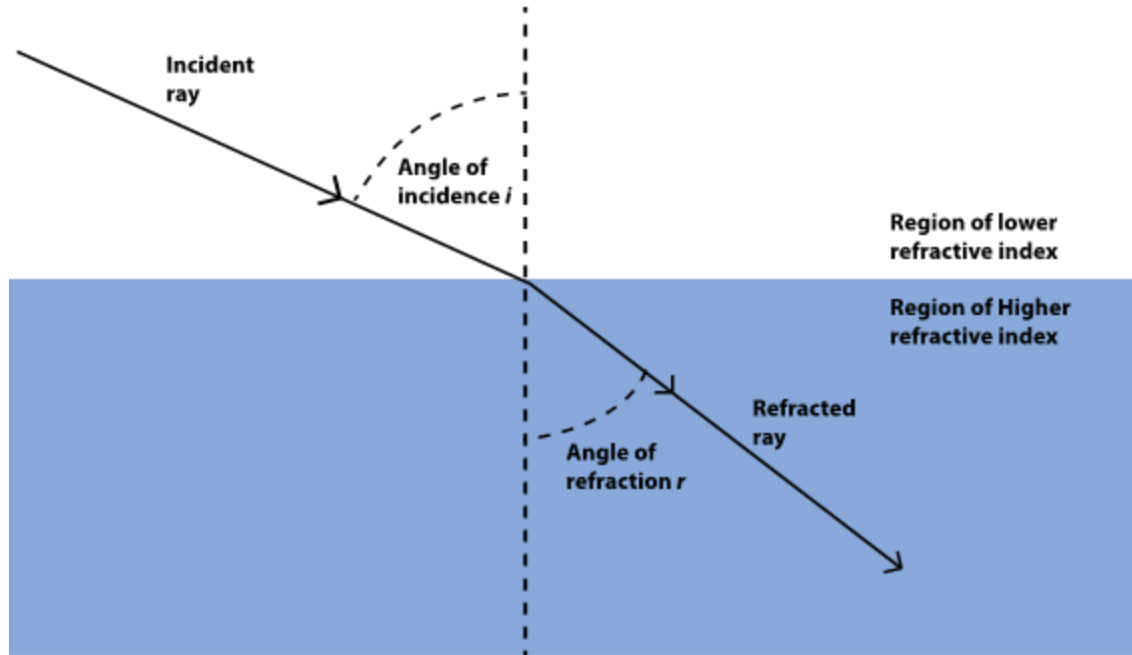 Incident
ray
Angle of
incidence i
Region of lower
refractive index
Region of Higher
refractive index
Refracted
ray
Angle of
refraction r